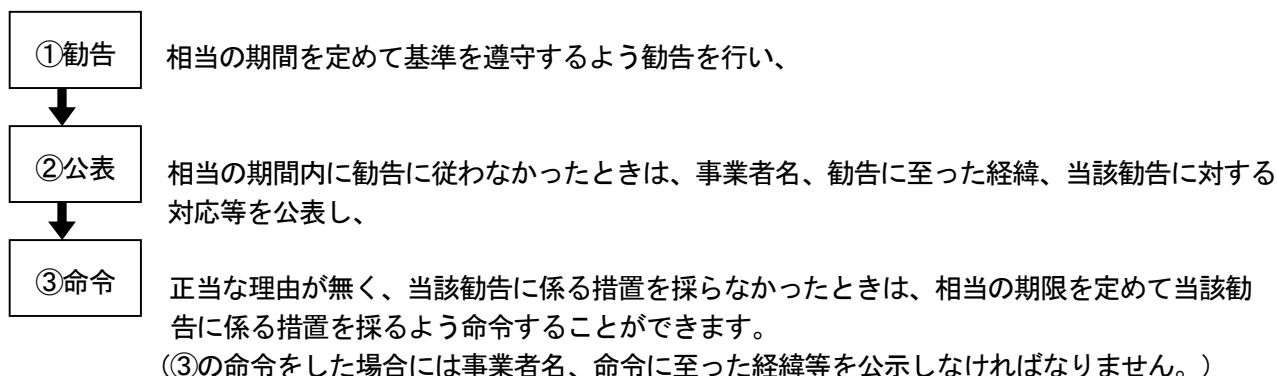 ①勧告
相当の期間を定めて基準を遵守するよう勧告を行い、
②公表
相当の期間内に勧告に従わなかったときは、事業者名、勧告に至った経緯、当該勧告に対する
対応等を公表し、
③命令
正当な理由が無く、当該勧告に係る措置を採らなかったときは、相当の期限を定めて当該勧
告に係る措置を採るよう命令することができます。
（③の命令をした場合には事業者名、命令に至った経緯等を公示しなければなりません。）